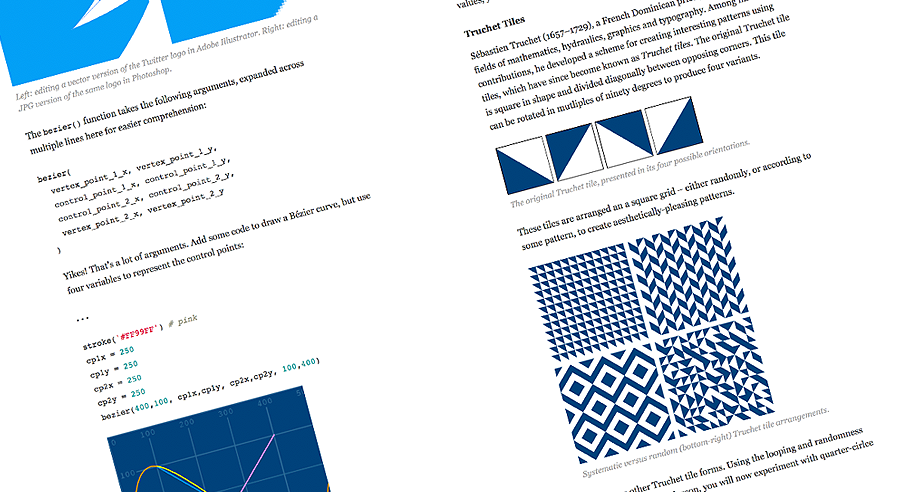 Left: editing a vector version of the Twitter logo in Adobe Illustrator. Right: editing a
JPG version of the same logo in Photoshop.
The bezier() function takes the following arguments, expanded across
multiple lines here for easier comprehension:
bezier(
vertex_point_1_x, vertex_point_1_y,
control_point_1_x, control_point_1_y,
control_point_2_x, control_point_2_y,
vertex_point_2_x, vertex_point_2_y
)
Yikes! That's a lot of arguments. Add some code to draw a Bézier curve, but use
four variables to represent the control points:
...
stroke('#FF99FF') # pink
cp1x = 250
cp1y = 250
cp2x = 250
cp2y = 250
bezier(400,100, cp1x,cp1y, cp2x,cp2y, 100,400)
0 100 200 300 400
100
values,
Truchet Tiles
Sébastien Truchet (1657–1729), a French Dominican
fields of mathematics, hydraulics, graphics and typography. Among
contributions, he developed a scheme for creating interesting patterns using
tiles, which have since become known as Truchet tiles. The original Truchet tile
is square in shape and divided diagonally between opposing corners. This tile
can be rotated in mutliples of ninety degrees to produce four variants.
The original Truchet tile, presented in its four possible orientations.
These tiles are arranged an a square grid – either randomly, or according to
some pattern, to create aesthetically-pleasing patterns.
Systematic versus random (bottom-right) Truchet tile arrangements.
other Truchet tile forms. Using the looping and randomness
you will now experiment with quarter-circle